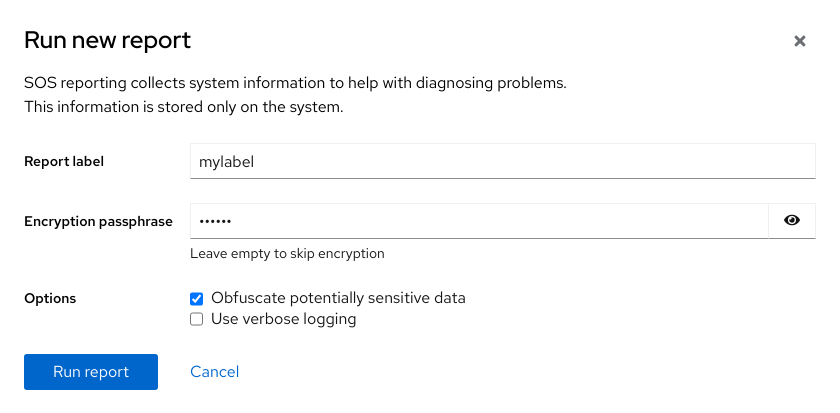 Run new report
SOS reporting collects system information to help with diagnosing problems.
This information is stored only on the system.
Report label
mylabel
Encryption passphrase
••••••
Leave empty to skip encryption
Options
Obfuscate potentially sensitive data
Use verbose logging
Run report
Cancel